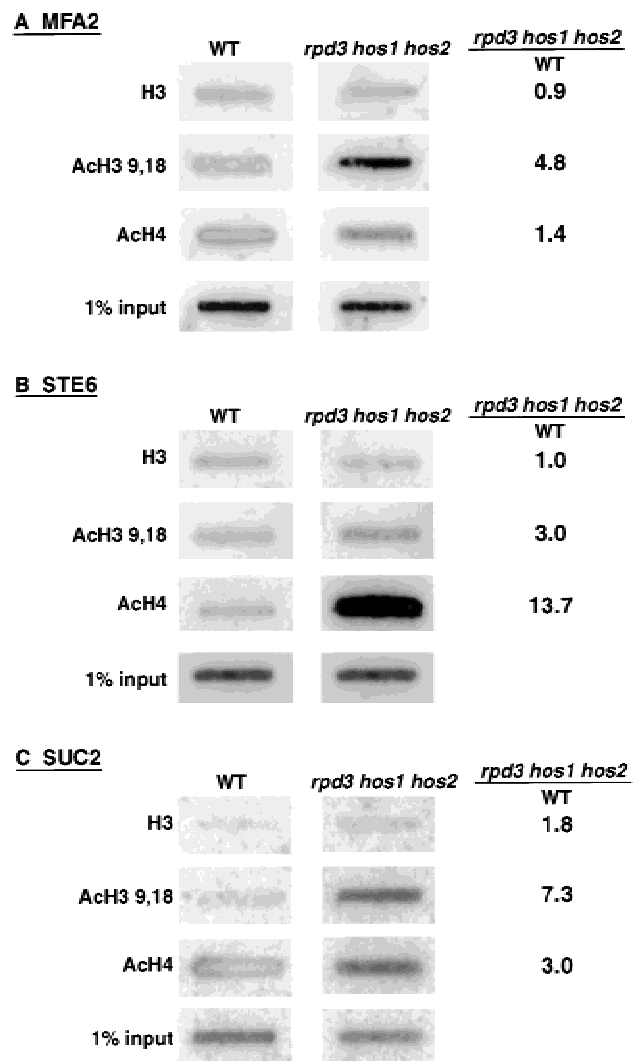 A MFA2
WT rpd3 hos1 hos2 rpd3 hos1 hos2
WT
H3 0.9
AcH3 9,18 4.8
AcH4 1.4
1% input
B STE6
WT rpd3 hos1 hos2 rpd3 hos1 hos2
WT
H3 1.0
AcH3 9,18 3.0
AcH4 13.7
1% input
C SUC2
WT rpd3 hos1 hos2 rpd3 hos1 hos2
WT
H3 1.8
AcH3 9,18 7.3
AcH4 3.0
1% input